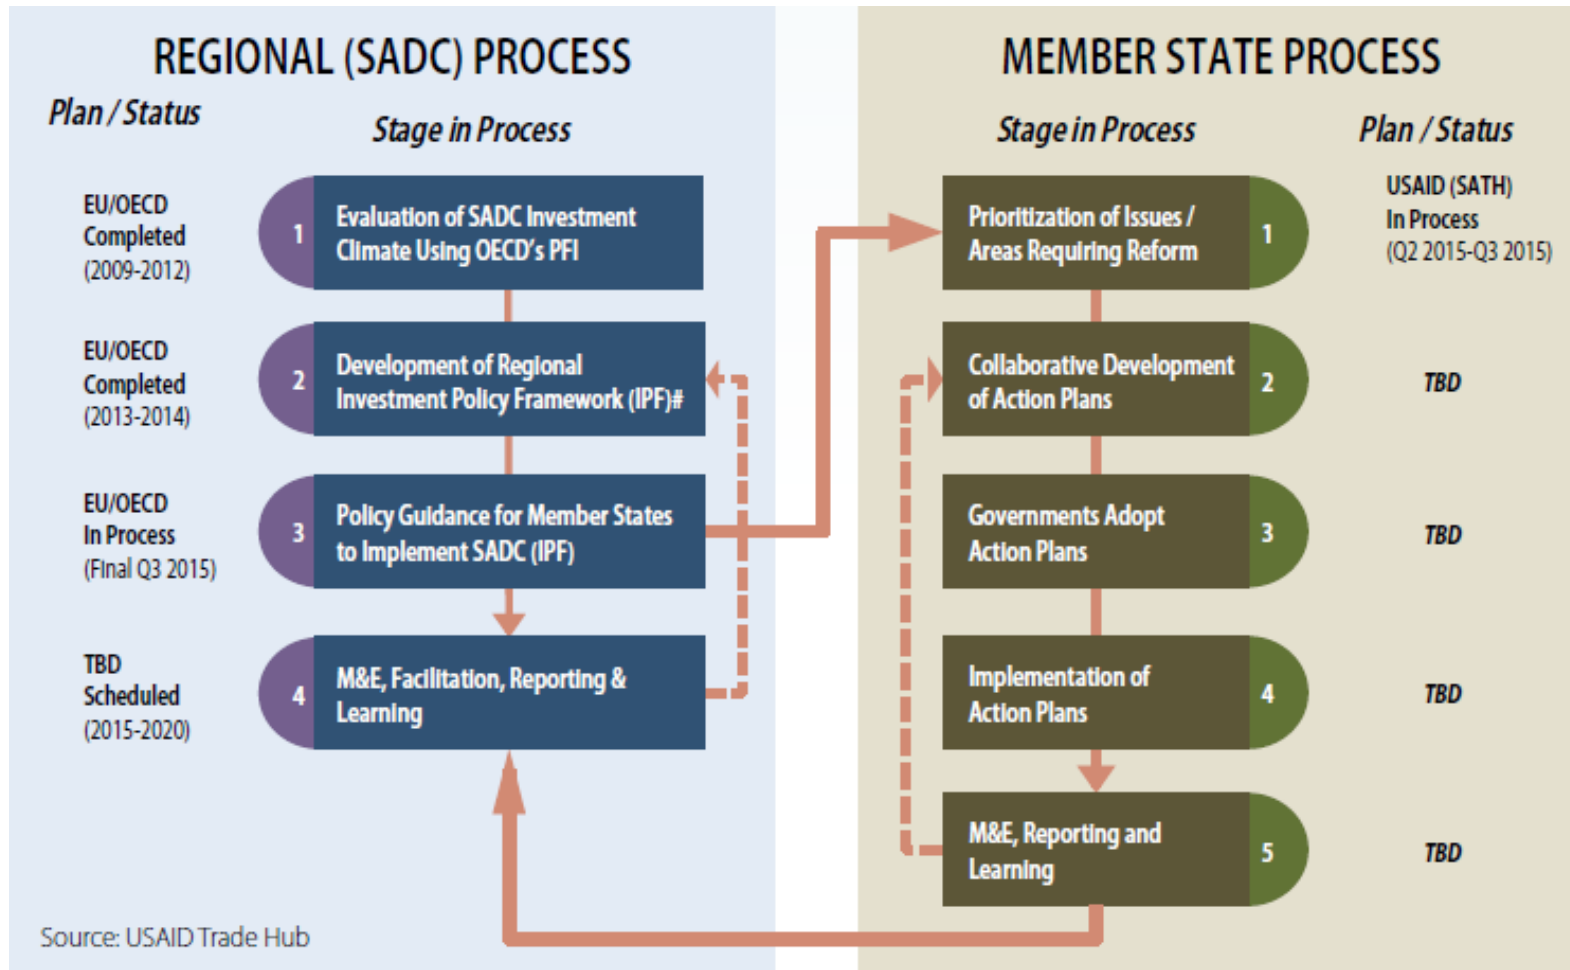 REGIONAL (SADC) PROCESS
Plan / Status
Stage in Process
EU/OECD
Completed
(2009-2012)
1
Evaluation of SADC Investment
Climate Using OECD's PFI
EU/OECD
Completed
(2013-2014)
2
Development of Regional
Investment Policy Framework (IPF)#
EU/OECD
In Process
(Final Q3 2015)
3
Policy Guidance for Member States
to Implement SADC (IPF)
TBD
Scheduled
(2015-2020)
4
M&E, Facilitation, Reporting &
Learning
Source: USAID Trade Hub
MEMBER STATE PROCESS
Stage in Process
Plan / Status
Prioritization of Issues /
Areas Requiring Reform
1
USAID (SATH)
In Process
(Q2 2015-Q3 2015)
Collaborative Development
of Action Plans
2
TBD
Governments Adopt
Action Plans
3
TBD
Implementation of
Action Plans
4
TBD
M&E, Reporting and
Learning
5
TBD